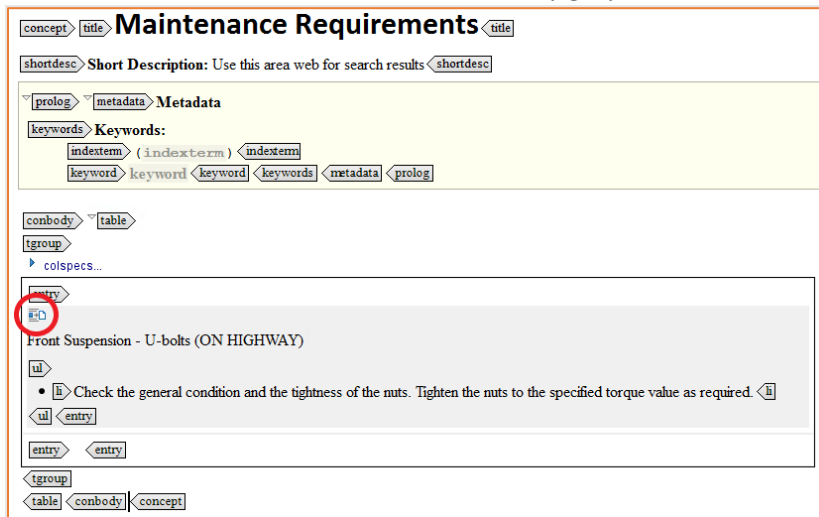 concept title Maintenance Requirements title
shortdesc Short Description: Use this area web for search results shortdesc
prolog metadata Metadata
keywords Keywords:
indexterm (indexterm) indexterm
keyword keyword keyword keywords metadata prolog
conbody table
tgroup
colspecs...
entry
Front Suspension - U-bolts (ON HIGHWAY)
ul
• li Check the general condition and the tightness of the nuts. Tighten the nuts to the specified torque value as required. li
ul entry
entry entry
tgroup
table conbody concept